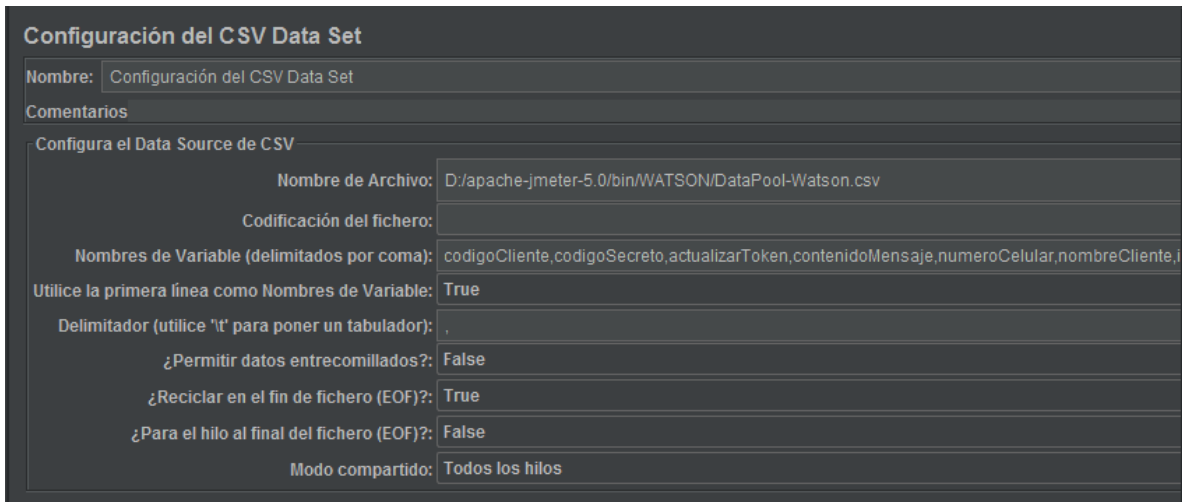 Configuración del CSV Data Set
Nombre: Configuración del CSV Data Set
Comentarios
Configura el Data Source de CSV
Nombre de Archivo: D:/apache-jmeter-5.0/bin/WATSON/DataPool-Watson.csv
Codificación del fichero:
Nombres de Variable (delimitados por coma): codigoCliente,codigoSecreto,actualizarToken,contenidoMensaje,numeroCelular,nombreCliente,i
Utilice la primera línea como Nombres de Variable: True
Delimitador (utilice '\t' para poner un tabulador): ,
¿Permitir datos entrecomillados?: False
¿Reciclar en el fin de fichero (EOF)?: True
¿Para el hilo al final del fichero (EOF)?: False
Modo compartido: Todos los hilos